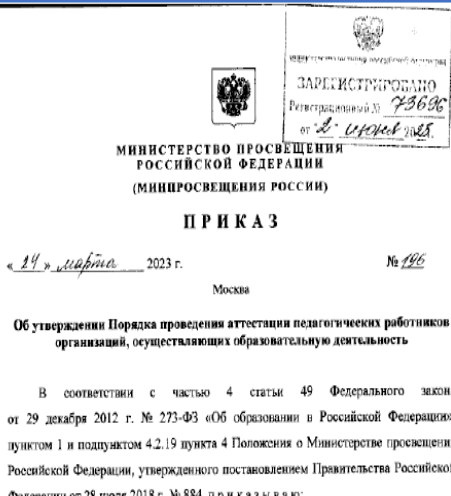 ЗАРЕГИСТРИРОВАНО
Регистрационный № 73696
от "2" июня 2023.
МИНИСТЕРСТВО ПРОСВЕЩЕНИЯ
РОССИЙСКОЙ ФЕДЕРАЦИИ
(МИНПРОСВЕЩЕНИЯ РОССИИ)
ПРИКАЗ
« 24 » марта 2023 г.
№ 196
Москва
Об утверждении Порядка проведения аттестации педагогических работников
организаций, осуществляющих образовательную деятельность
В соответствии с частью 4 статьи 49 Федерального закон
от 29 декабря 2012 г. № 273-ФЗ «Об образовании в Российской Федерации»
пунктом 1 и подпунктом 4.2.19 пункта 4 Положения о Министерстве просвещени
Российской Федерации, утвержденного постановлением Правительства Российско
Федерации от 28 июля 2018 г. № 884, п р и к а з ы в а ю: